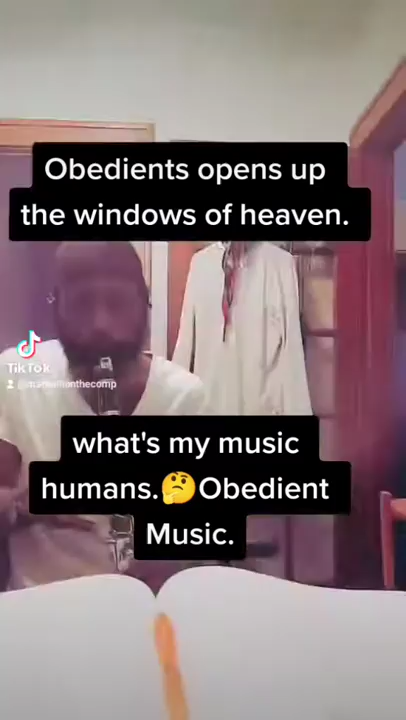 Obedients opens up
the windows of heaven.
TikTok
what's my music
humans.🤔Obedient
Music.